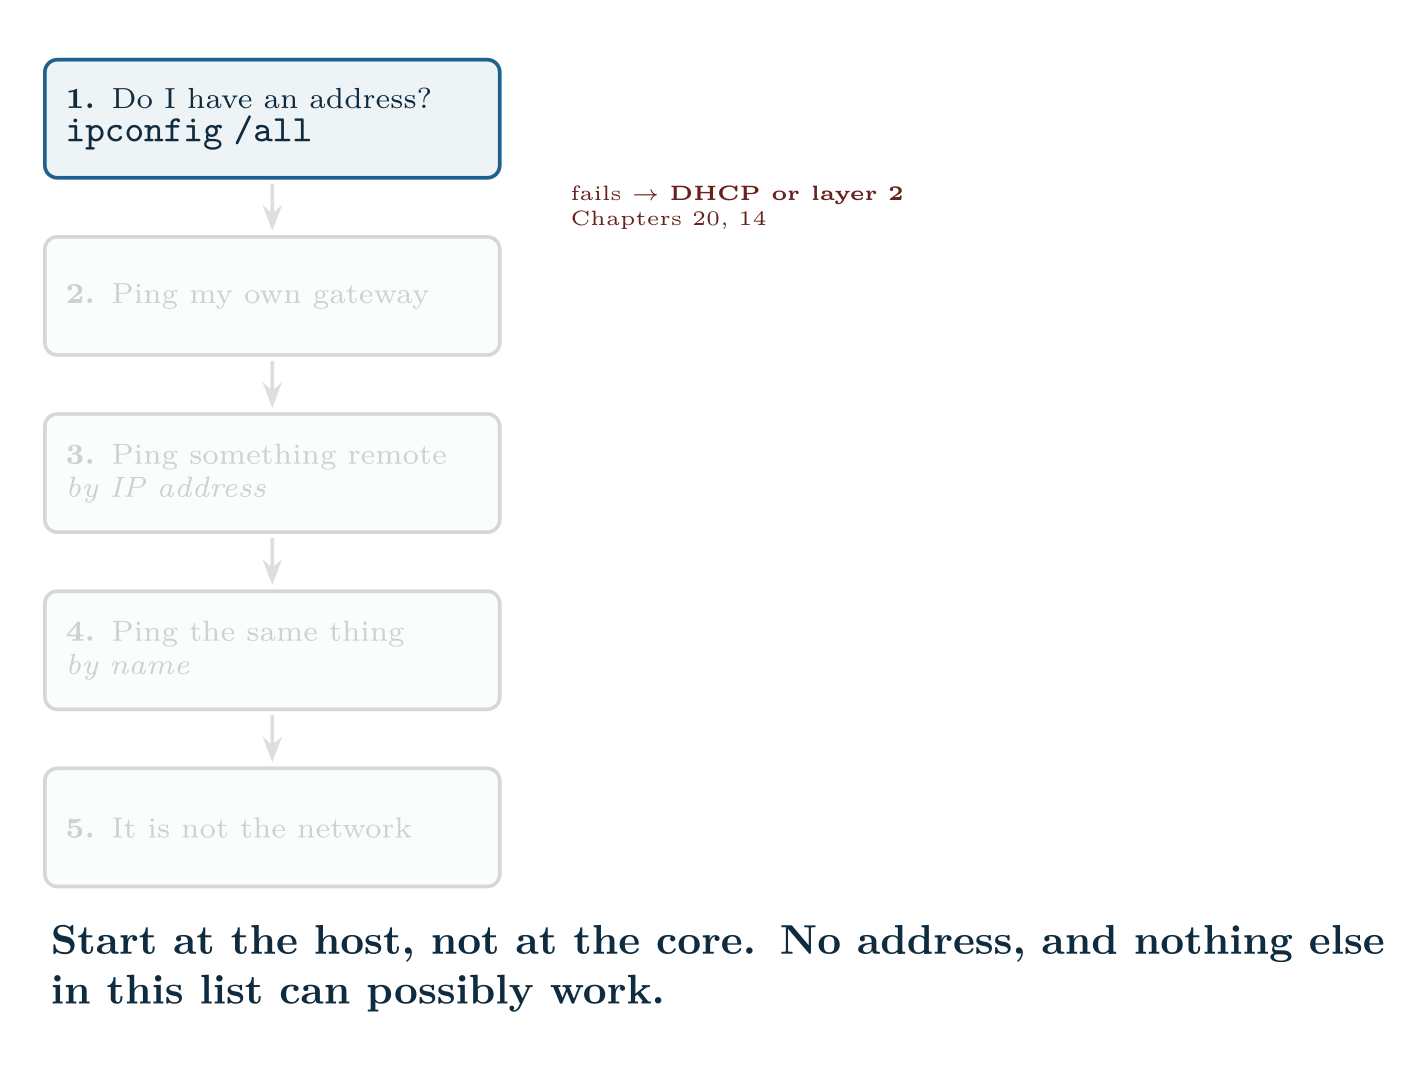 1. Do I have an address?
ipconfig /all
fails → DHCP or layer 2
Chapters 20, 14
2. Ping my own gateway
3. Ping something remote
by IP address
4. Ping the same thing
by name
5. It is not the network
Start at the host, not at the core. No address, and nothing else
in this list can possibly work.